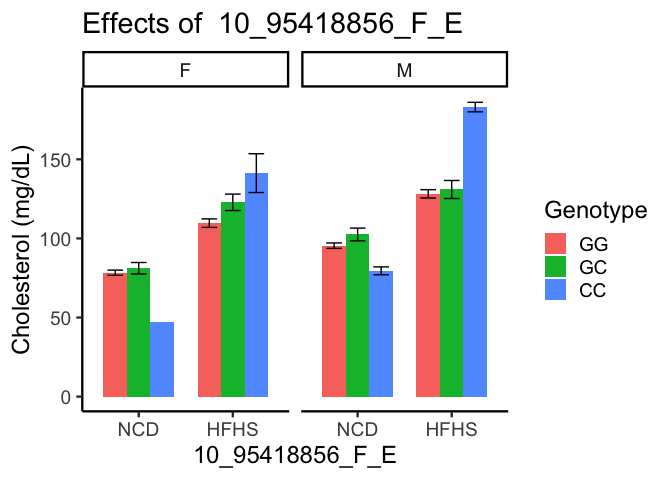 Effects of  10_95418856_F_E
F
M
Cholesterol (mg/dL)
150
100
50
0
NCD
HFHS
NCD
HFHS
10_95418856_F_E
Genotype
GG
GC
CC